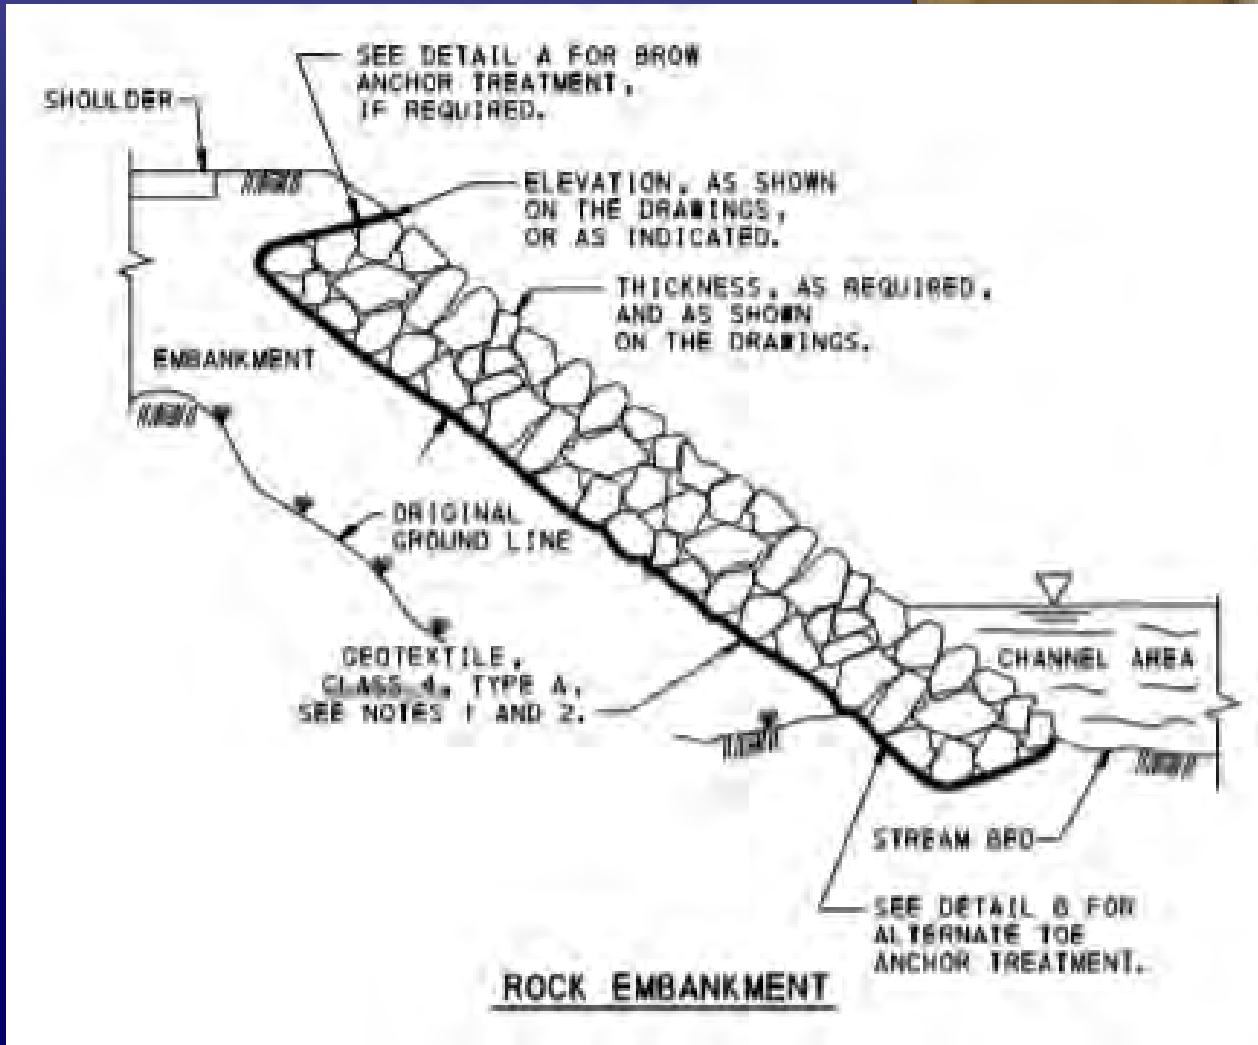 SEE DETAIL A FOR BROW
ANCHOR TREATMENT,
IF REQUIRED.
SHOULDER
ELEVATION, AS SHOWN
ON THE DRAWINGS,
OR AS INDICATED.
THICKNESS, AS REQUIRED,
AND AS SHOWN
ON THE DRAWINGS.
EMBANKMENT
ORIGINAL
GROUND LINE
GEOTEXTILE,
CLASS 4, TYPE A,
SEE NOTES 1 AND 2.
CHANNEL AREA
STREAM BED
SEE DETAIL B FOR
ALTERNATE TOE
ANCHOR TREATMENT.
ROCK EMBANKMENT